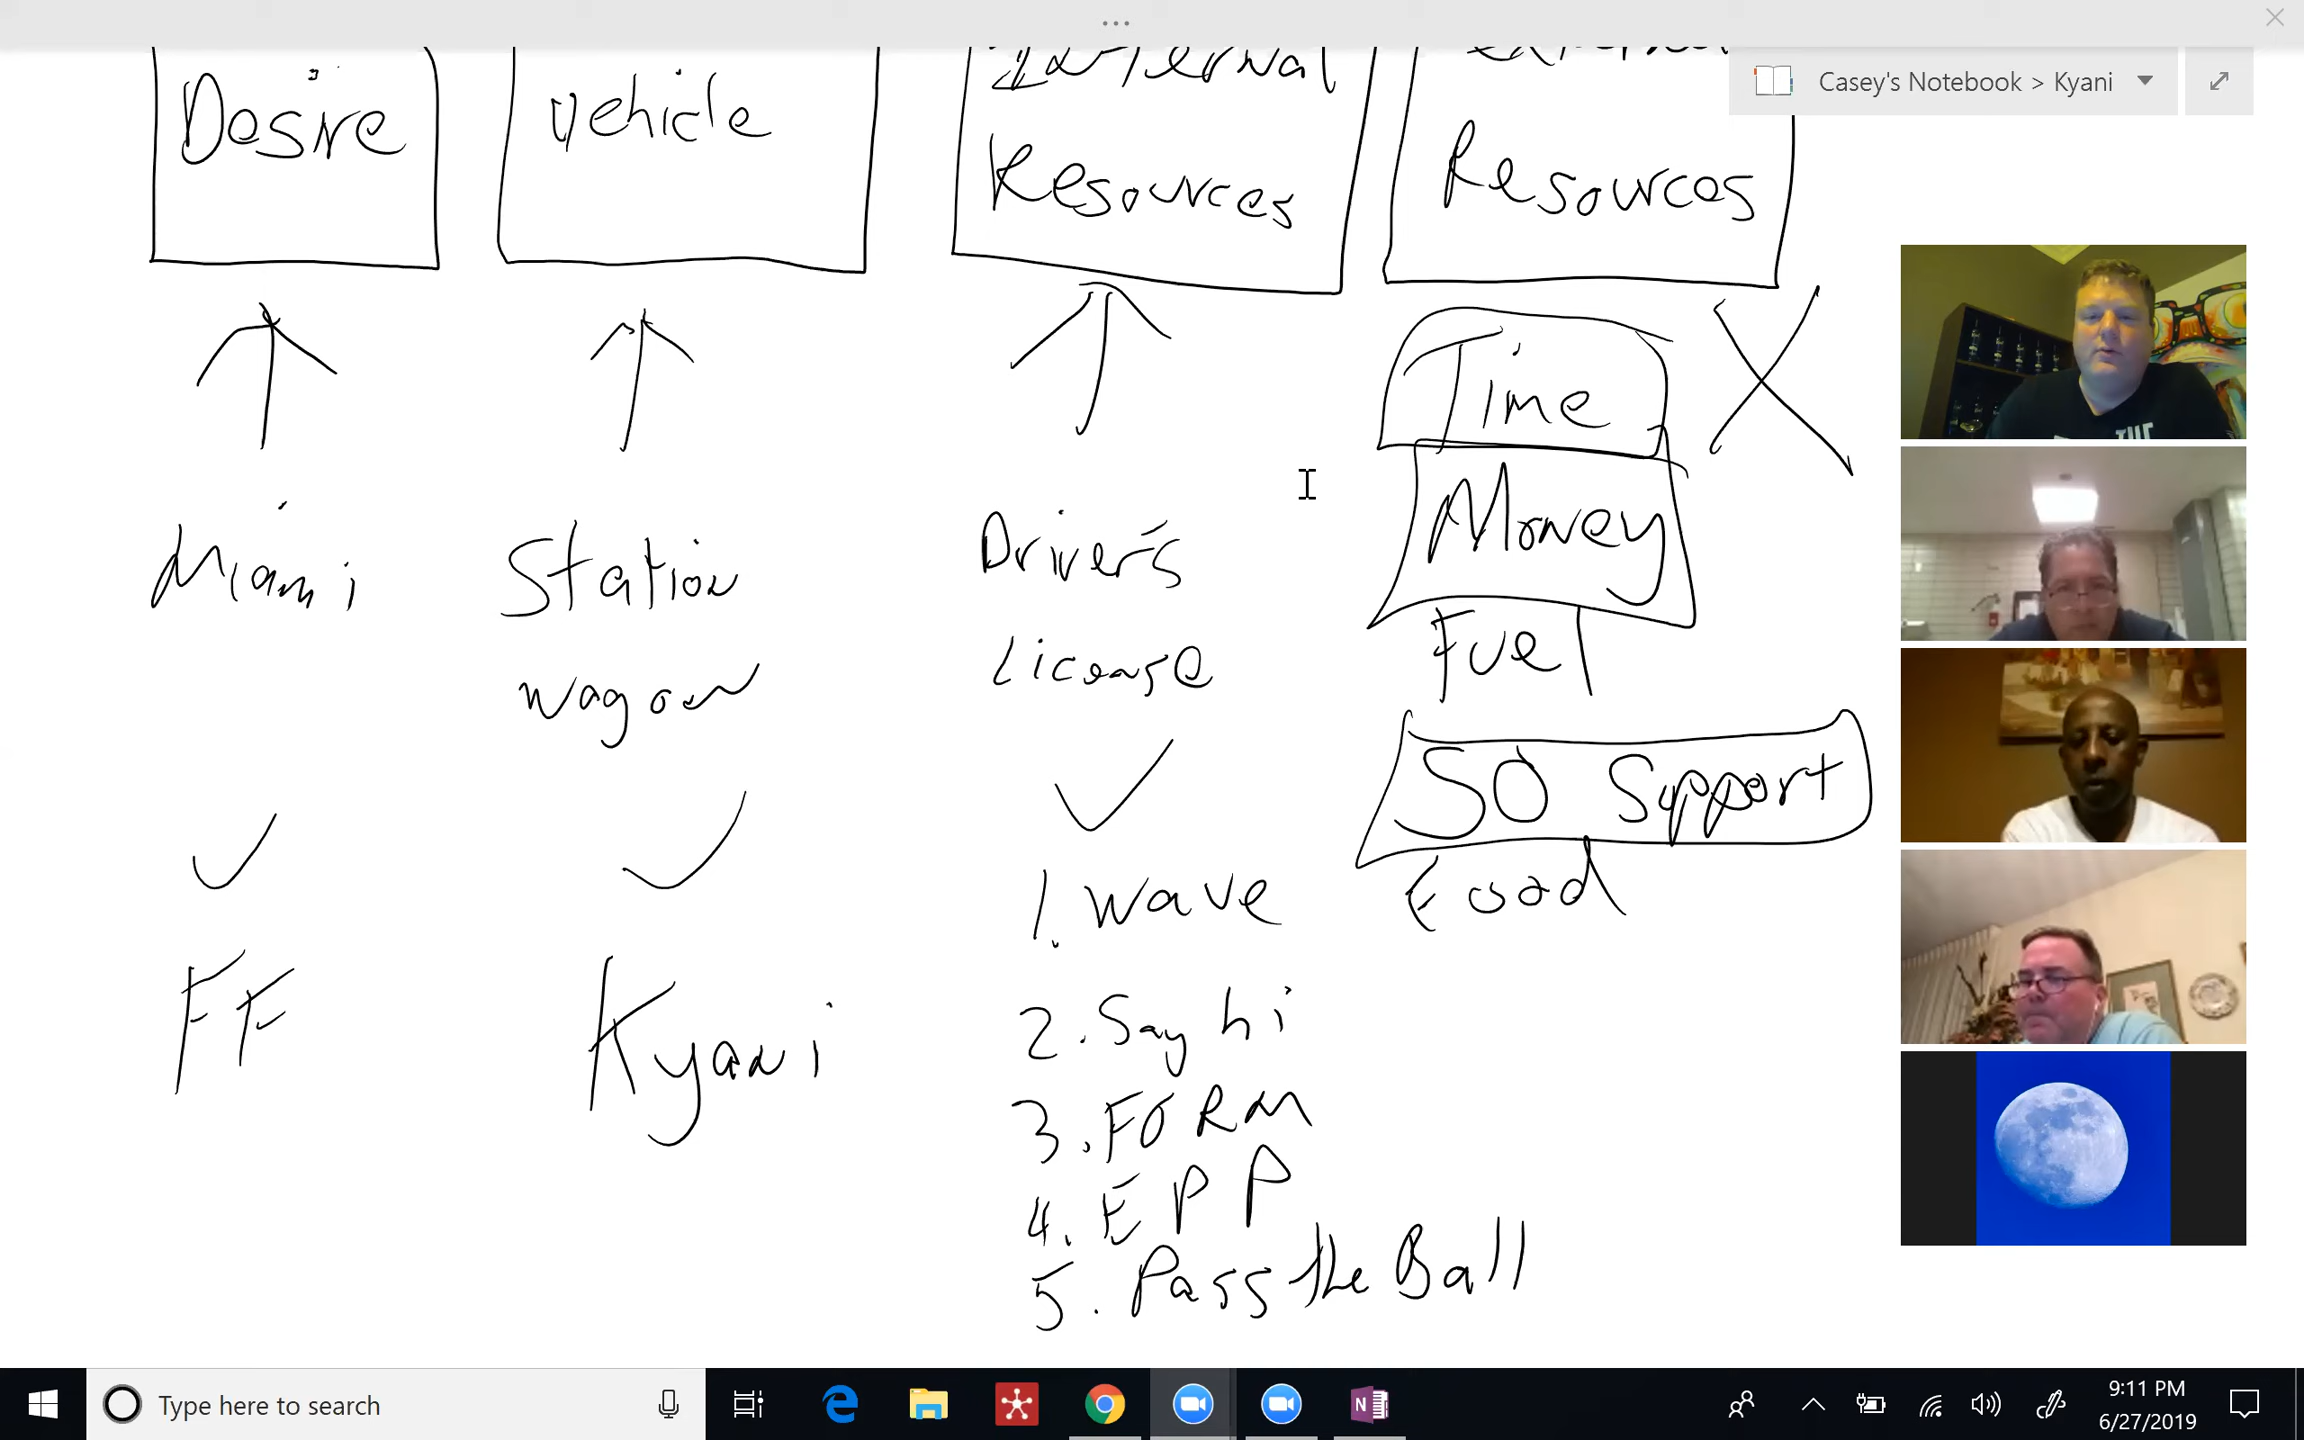 Casey's Notebook > Kyani
Desire
Vehicle
Internal
Resources
External
Resources
Miami
Station
wagon
Driver's
License
Time
Money
Fuel
SO Support
Food
FF
Kyani
1. wave
2. Say hi
3. FORM
4. EPP
5. Pass the Ball
THE
Type here to search
9:11 PM
6/27/2019